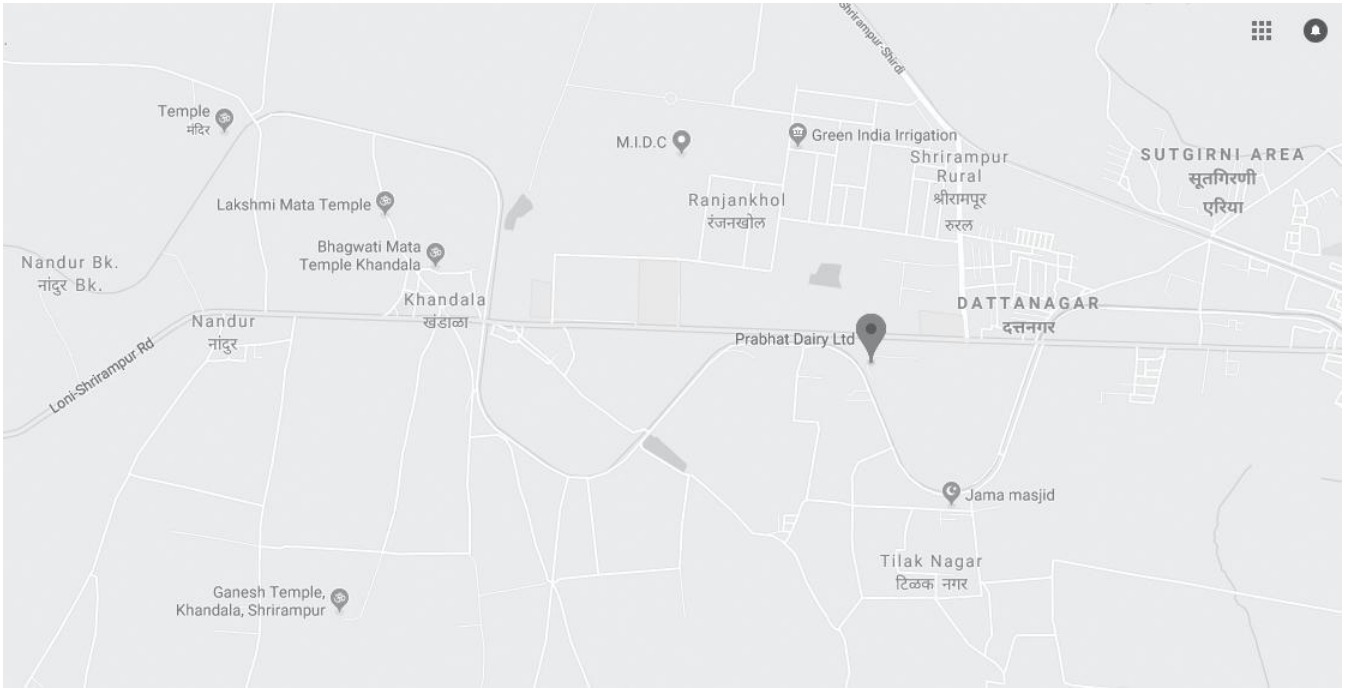 Shrirampur-Shirdi
Temple
मंदिर
M.I.D.C
Green India Irrigation
Shrirampur
Rural
श्रीरामपूर
रुरल
SUTGIRNI AREA
सूतगिरणी
एरिया
Lakshmi Mata Temple
Ranjankhol
रंजनखोल
Bhagwati Mata
Temple Khandala
Nandur Bk.
नांदुर Bk.
Khandala
खंडाळा
DATTANAGAR
दत्तनगर
Nandur
नांदुर
Prabhat Dairy Ltd
Loni-Shrirampur Rd
Jama masjid
Tilak Nagar
टिळक नगर
Ganesh Temple,
Khandala, Shrirampur